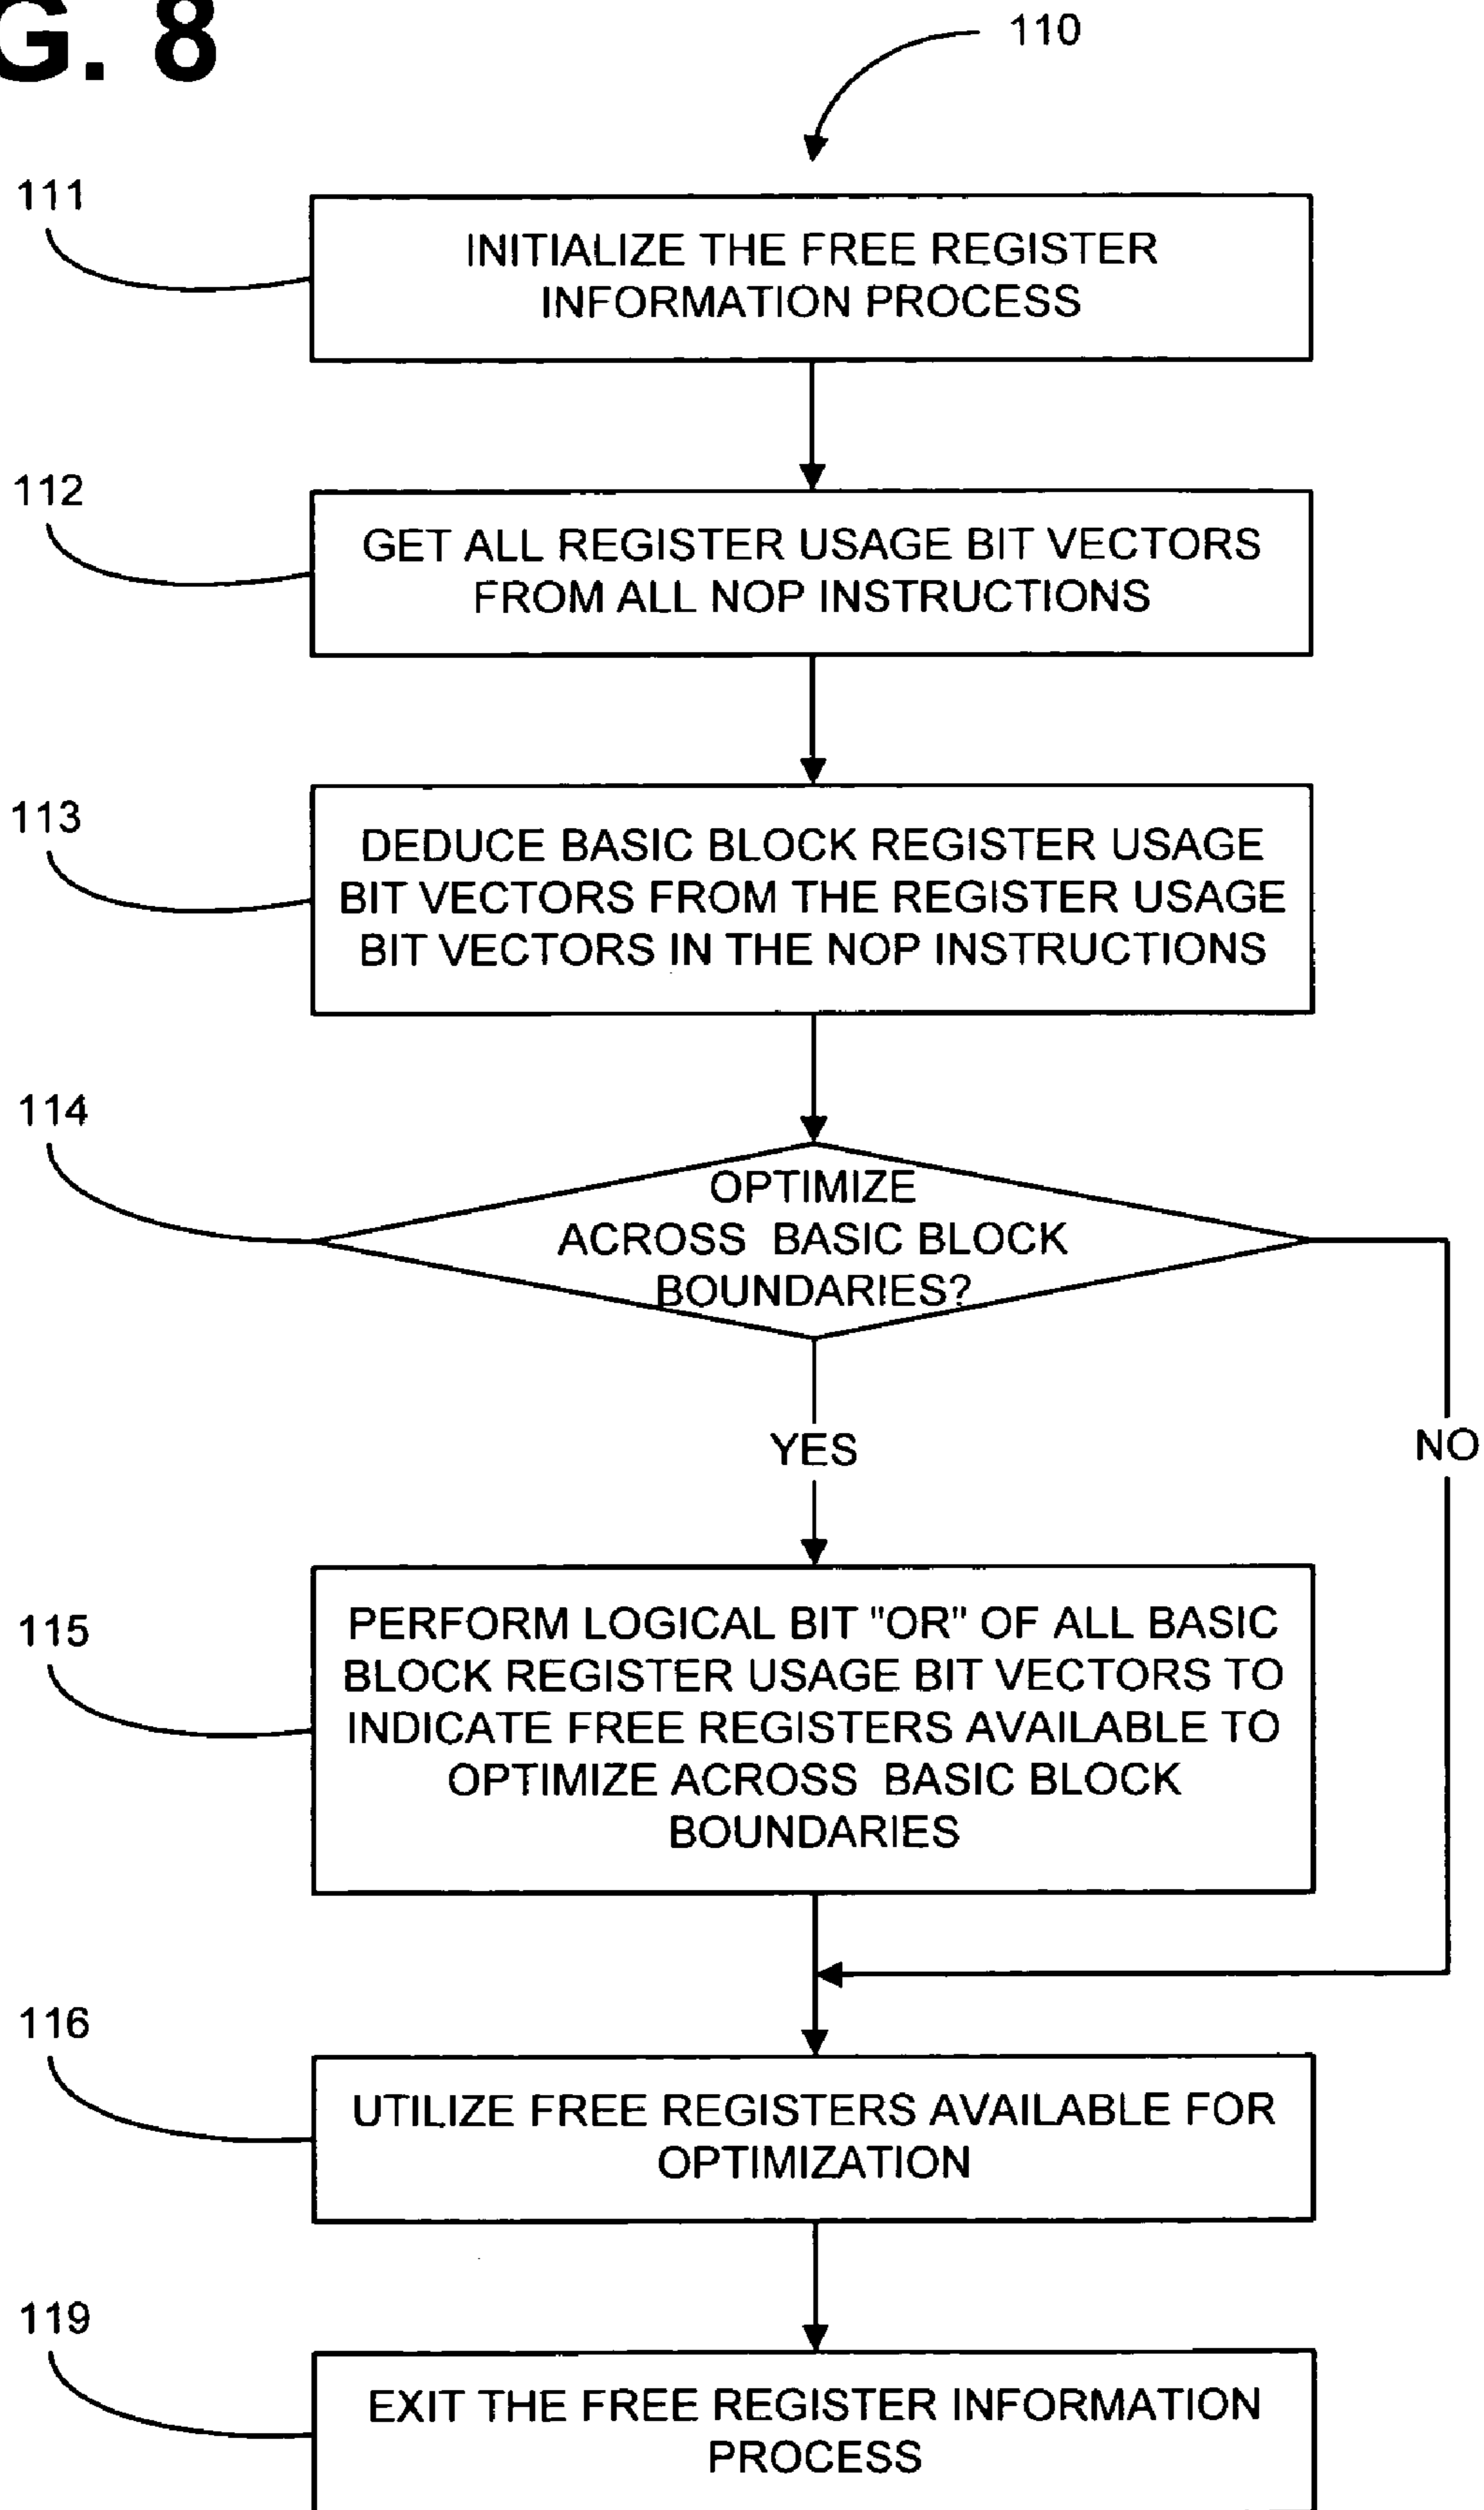 G. 8
110
111
INITIALIZE THE FREE REGISTER
INFORMATION PROCESS
112
GET ALL REGISTER USAGE BIT VECTORS
FROM ALL NOP INSTRUCTIONS
113
DEDUCE BASIC BLOCK REGISTER USAGE
BIT VECTORS FROM THE REGISTER USAGE
BIT VECTORS IN THE NOP INSTRUCTIONS
114
OPTIMIZE
ACROSS BASIC BLOCK
BOUNDARIES?
YES
NO
115
PERFORM LOGICAL BIT "OR" OF ALL BASIC
BLOCK REGISTER USAGE BIT VECTORS TO
INDICATE FREE REGISTERS AVAILABLE TO
OPTIMIZE ACROSS BASIC BLOCK
BOUNDARIES
116
UTILIZE FREE REGISTERS AVAILABLE FOR
OPTIMIZATION
119
EXIT THE FREE REGISTER INFORMATION
PROCESS